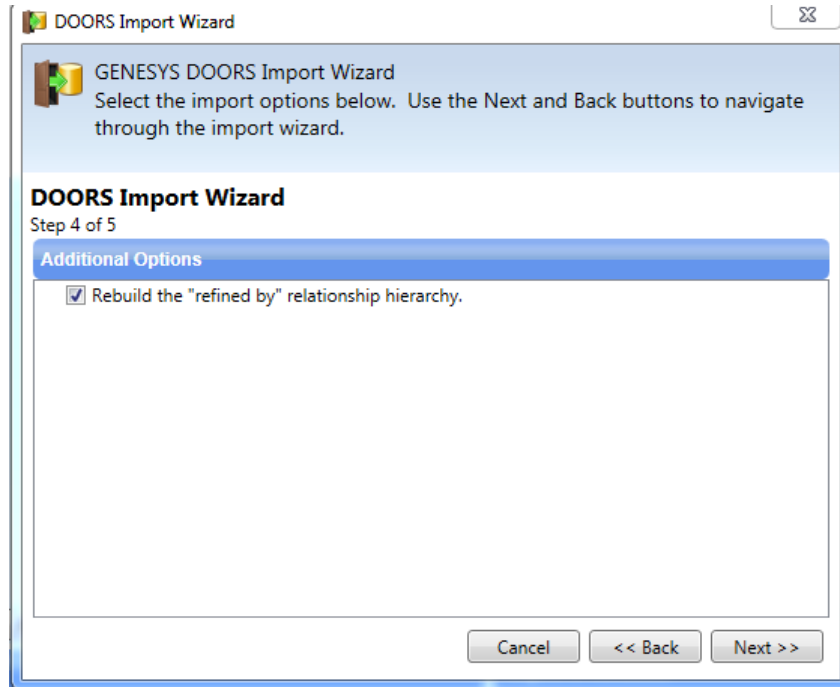 DOORS Import Wizard
GENESYS DOORS Import Wizard
Select the import options below.  Use the Next and Back buttons to navigate
through the import wizard.
DOORS Import Wizard
Step 4 of 5
Additional Options
Rebuild the "refined by" relationship hierarchy.
Cancel
<< Back
Next >>